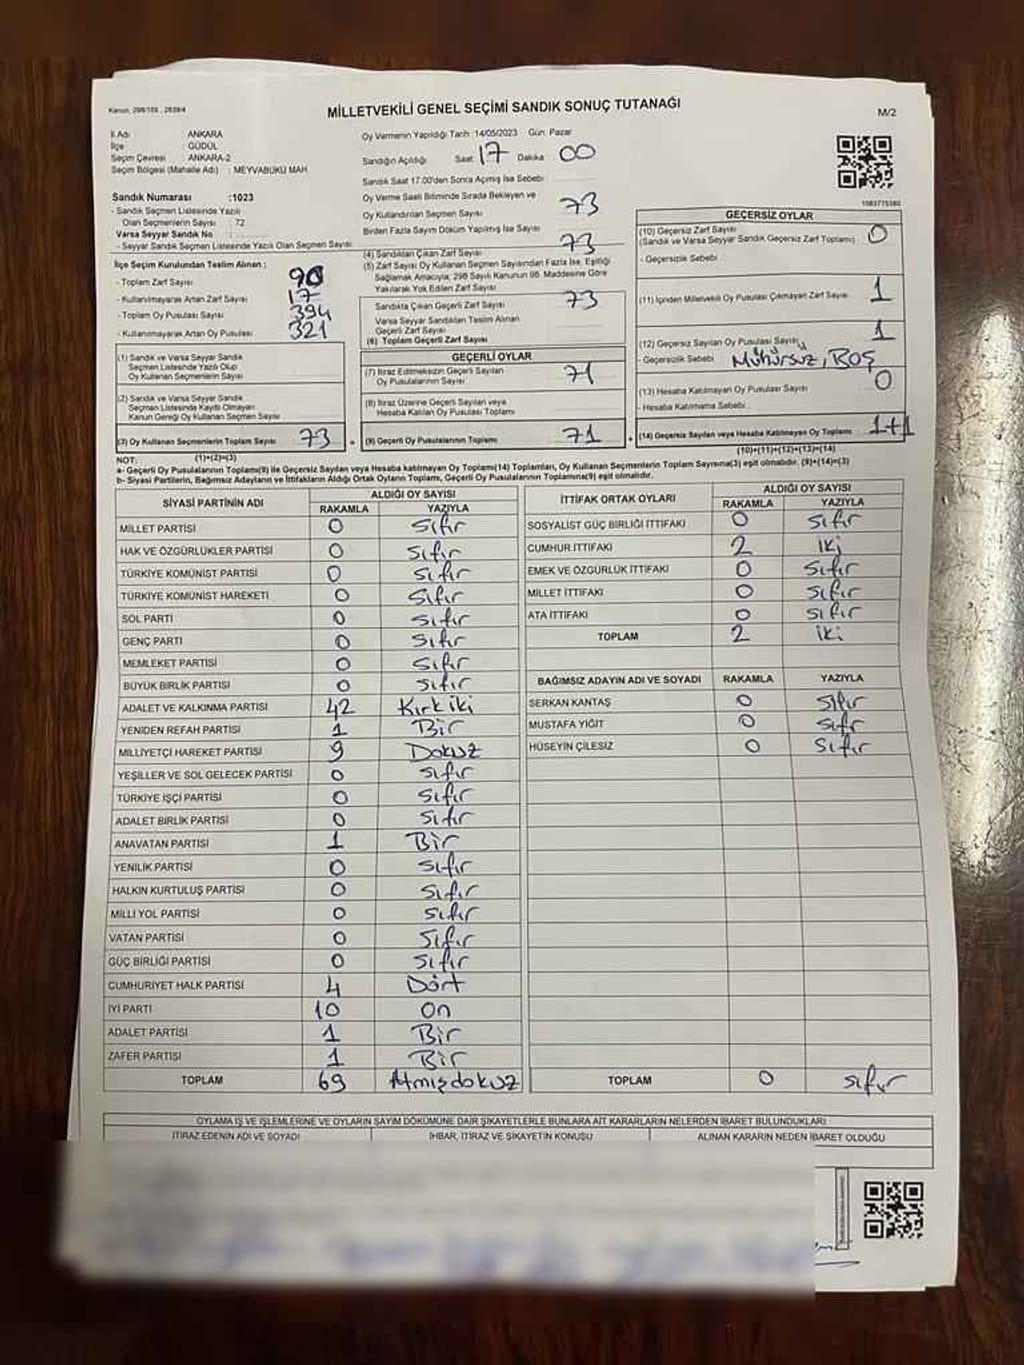 Kanun, 298/105 , 2839/4
MİLLETVEKİLİ GENEL SEÇİMİ SANDIK SONUÇ TUTANAĞI
M/2
İl Adı : ANKARA
İlçe : GÜDÜL
Seçim Çevresi : ANKARA-2
Seçim Bölgesi (Mahalle Adı) : MEYVABÜKÜ MAH.
Oy Vermenin Yapıldığı Tarih :14/05/2023 Gün: Pazar
Sandığın Açıldığı Saat: 17 Dakika 00
Sandık Saat 17.00'den Sonra Açılmış İse Sebebi :
Sandık Numarası :1023
- Sandık Seçmen Listesinde Yazılı
Olan Seçmenlerin Sayısı : 72
Varsa Seyyar Sandık No :
- Seyyar Sandık Seçmen Listesinde Yazılı Olan Seçmen Sayısı
Oy Verme Saati Bitiminde Sırada Bekleyen ve
Oy Kullandırılan Seçmen Sayısı 73
Birden Fazla Sayım Döküm Yapılmış İse Sayısı :
İlçe Seçim Kurulundan Teslim Alınan ;
- Toplam Zarf Sayısı 90
- Kullanılmayarak Artan Zarf Sayısı 17
- Toplam Oy Pusulası Sayısı 394
- Kullanılmayarak Artan Oy Pusulası 321
(4) Sandıktan Çıkan Zarf Sayısı 73
(5) Zarf Sayısı Oy Kullanan Seçmen Sayısından Fazla İse, Eşitliği
Sağlamak Amacıyla; 298 Sayılı Kanunun 98. Maddesine Göre
Yakılarak Yok Edilen Zarf Sayısı
Sandıkta Çıkan Geçerli Zarf Sayısı 73
Varsa Seyyar Sandıktan Teslim Alınan
Geçerli Zarf Sayısı
(6) Toplam Geçerli Zarf Sayısı
GEÇERSİZ OYLAR
(10) Geçersiz Zarf Sayısı 0
(Sandık ve Varsa Seyyar Sandık Geçersiz Zarf Toplamı)
- Geçersizlik Sebebi :
(11) İçinden Milletvekili Oy Pusulası Çıkmayan Zarf Sayısı 1
(12) Geçersiz Sayılan Oy Pusulası Sayısı 1
- Geçersizlik Sebebi : Mühürsüz, Boş
(13) Hesaba Katılmayan Oy Pusulası Sayısı 0
- Hesaba Katılmama Sebebi :
(14) Geçersiz Sayılan veya Hesaba Katılmayan Oy Toplamı 1+1
(10)+(11)+(12)+(13)=(14)
(1) Sandık ve Varsa Seyyar Sandık
Seçmen Listesinde Yazılı Olup
Oy Kullanan Seçmenlerin Sayısı
(2) Sandık ve Varsa Seyyar Sandık
Seçmen Listesinde Kayıtlı Olmayan
Kanun Gereği Oy Kullanan Seçmen Sayısı
(3) Oy Kullanan Seçmenlerin Toplam Sayısı 73 =
(1)+(2)=(3)
GEÇERLİ OYLAR
(7) İtiraz Edilmeksizin Geçerli Sayılan
Oy Pusulalarının Sayısı 71
(8) İtiraz Üzerine Geçerli Sayılan veya
Hesaba Katılan Oy Pusulası Toplamı
(9) Geçerli Oy Pusulalarının Toplamı 71 +
NOT:
a- Geçerli Oy Pusulalarının Toplamı(9) ile Geçersiz Sayılan veya Hesaba katılmayan Oy Toplamı(14) Toplamları, Oy Kullanan Seçmenlerin Toplam Sayısına(3) eşit olmalıdır. (9)+(14)=(3)
b- Siyasi Partilerin, Bağımsız Adayların ve İttifakların Aldığı Ortak Oyların Toplamı, Geçerli Oy Pusulalarının Toplamına(9) eşit olmalıdır.
SİYASİ PARTİNİN ADI ALDIĞI OY SAYISI
RAKAMLA YAZIYLA
MİLLET PARTİSİ 0 Sıfır
HAK VE ÖZGÜRLÜKLER PARTİSİ 0 Sıfır
TÜRKİYE KOMÜNİST PARTİSİ 0 Sıfır
TÜRKİYE KOMÜNİST HAREKETİ 0 Sıfır
SOL PARTİ 0 Sıfır
GENÇ PARTİ 0 Sıfır
MEMLEKET PARTİSİ 0 Sıfır
BÜYÜK BİRLİK PARTİSİ 0 Sıfır
ADALET VE KALKINMA PARTİSİ 42 Kırk iki
YENİDEN REFAH PARTİSİ 1 Bir
MİLLİYETÇİ HAREKET PARTİSİ 9 Dokuz
YEŞİLLER VE SOL GELECEK PARTİSİ 0 Sıfır
TÜRKİYE İŞÇİ PARTİSİ 0 Sıfır
ADALET BİRLİK PARTİSİ 0 Sıfır
ANAVATAN PARTİSİ 1 Bir
YENİLİK PARTİSİ 0 Sıfır
HALKIN KURTULUŞ PARTİSİ 0 Sıfır
MİLLİ YOL PARTİSİ 0 Sıfır
VATAN PARTİSİ 0 Sıfır
GÜÇ BİRLİĞİ PARTİSİ 0 Sıfır
CUMHURİYET HALK PARTİSİ 4 Dört
İYİ PARTİ 10 On
ADALET PARTİSİ 1 Bir
ZAFER PARTİSİ 1 Bir
TOPLAM 69 Atmışdokuz
İTTİFAK ORTAK OYLARI ALDIĞI OY SAYISI
RAKAMLA YAZIYLA
SOSYALİST GÜÇ BİRLİĞİ İTTİFAKI 0 Sıfır
CUMHUR İTTİFAKI 2 iki
EMEK VE ÖZGÜRLÜK İTTİFAKI 0 Sıfır
MİLLET İTTİFAKI 0 Sıfır
ATA İTTİFAKI 0 Sıfır
TOPLAM 2 iki
BAĞIMSIZ ADAYIN ADI VE SOYADI RAKAMLA YAZIYLA
SERKAN KANTAŞ 0 Sıfır
MUSTAFA YİĞİT 0 Sıfr
HÜSEYİN ÇİLESİZ 0 Sıfır
TOPLAM 0 sıfır
OYLAMA İŞ VE İŞLEMLERİNE VE OYLARIN SAYIM DÖKÜMÜNE DAİR ŞİKAYETLERLE BUNLARA AİT KARARLARIN NELERDEN İBARET BULUNDUKLARI
İTİRAZ EDENİN ADI VE SOYADI İHBAR, İTİRAZ VE ŞİKAYETİN KONUSU ALINAN KARARIN NEDEN İBARET OLDUĞU